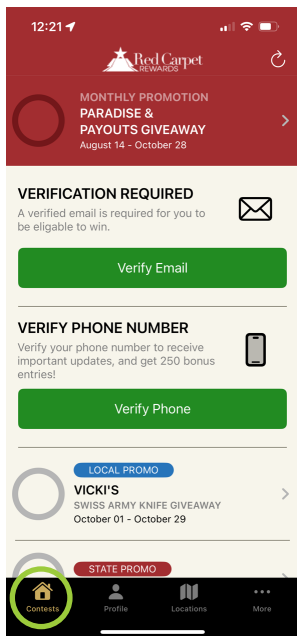 12:21
Red Carpet
REWARDS
MONTHLY PROMOTION
PARADISE &
PAYOUTS GIVEAWAY
August 14 - October 28
VERIFICATION REQUIRED
A verified email is required for you to
be eligable to win.
Verify Email
VERIFY PHONE NUMBER
Verify your phone number to receive
important updates, and get 250 bonus
entries!
Verify Phone
LOCAL PROMO
VICKI'S
SWISS ARMY KNIFE GIVEAWAY
October 01 - October 29
STATE PROMO
Contests
Profile
Locations
More